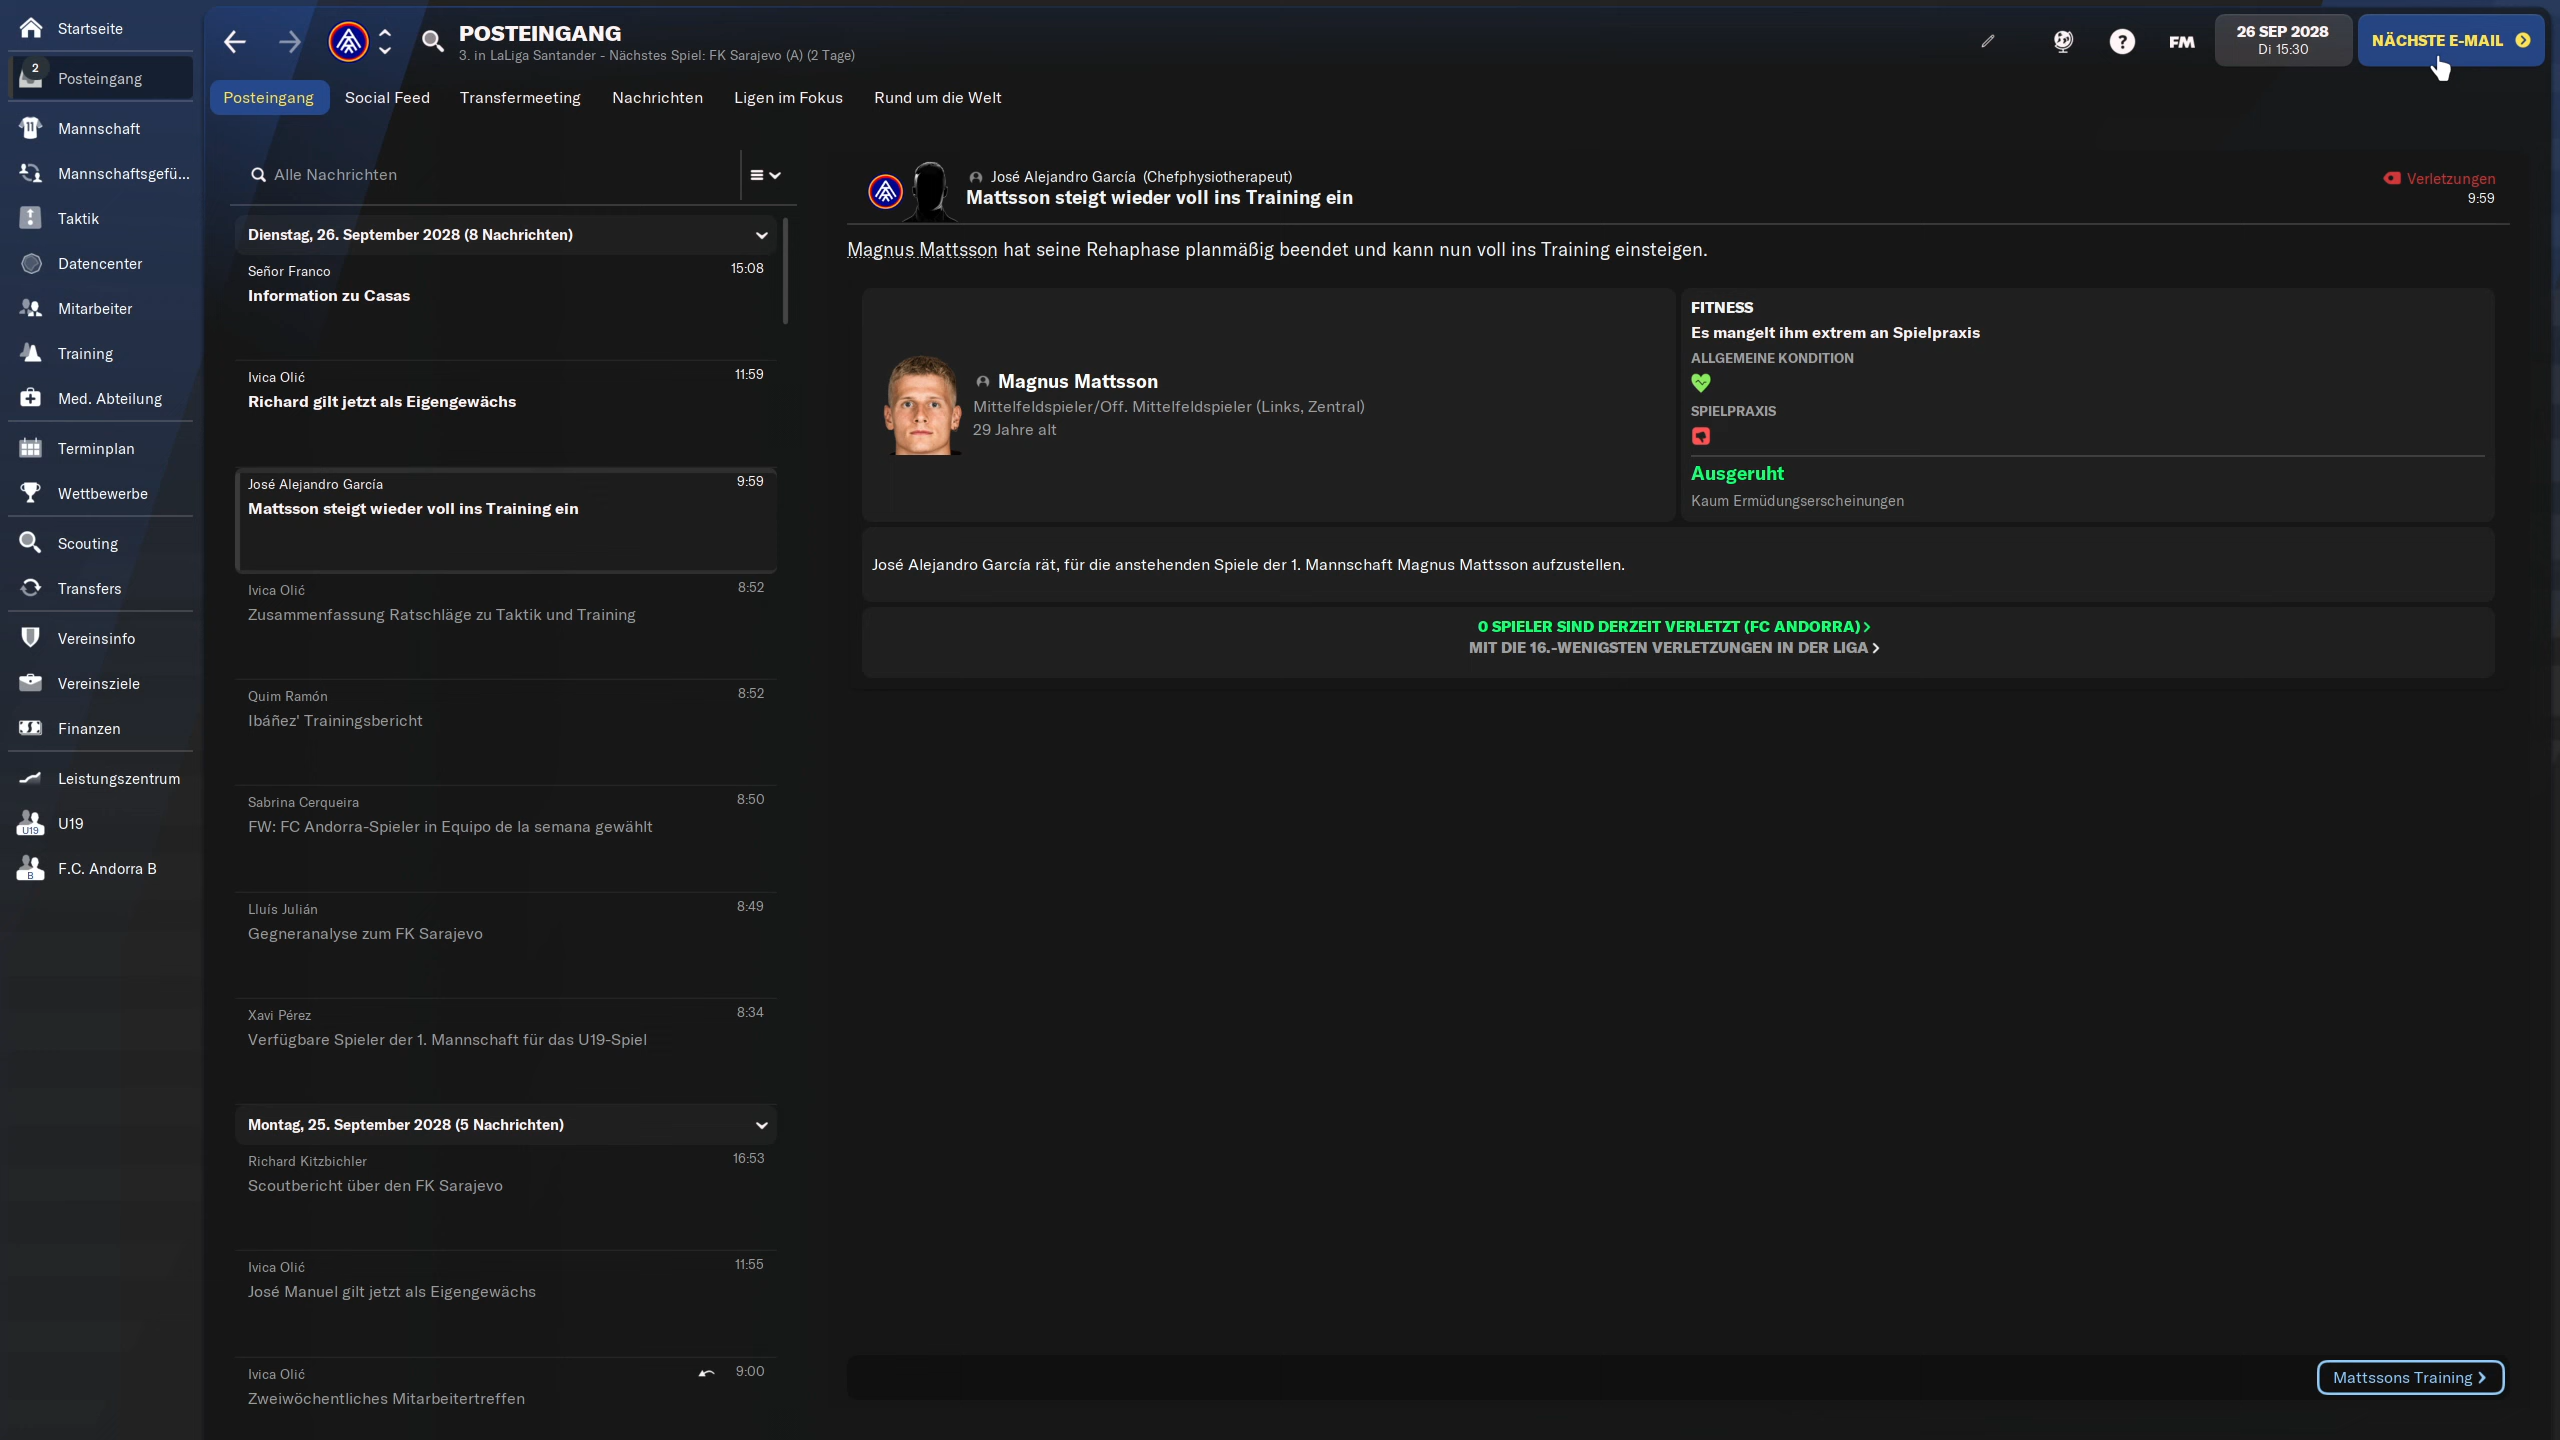 Startseite
2
Posteingang
Mannschaft
Mannschaftsgefü...
Taktik
Datencenter
Mitarbeiter
Training
Med. Abteilung
Terminplan
Wettbewerbe
Scouting
Transfers
Vereinsinfo
Vereinsziele
Finanzen
Leistungszentrum
U19
U19
B
F.C. Andorra B
POSTEINGANG
3. in LaLiga Santander - Nächstes Spiel: FK Sarajevo (A) (2 Tage)
FM
26 SEP 2028
Di 15:30
NÄCHSTE E-MAIL
Posteingang
Social Feed
Transfermeeting
Nachrichten
Ligen im Fokus
Rund um die Welt
Alle Nachrichten
Dienstag, 26. September 2028 (8 Nachrichten)
Señor Franco 15:08
Information zu Casas
Ivica Olić 11:59
Richard gilt jetzt als Eigengewächs
José Alejandro García 9:59
Mattsson steigt wieder voll ins Training ein
Ivica Olić 8:52
Zusammenfassung Ratschläge zu Taktik und Training
Quim Ramón 8:52
Ibáñez' Trainingsbericht
Sabrina Cerqueira 8:50
FW: FC Andorra-Spieler in Equipo de la semana gewählt
Lluís Julián 8:49
Gegneranalyse zum FK Sarajevo
Xavi Pérez 8:34
Verfügbare Spieler der 1. Mannschaft für das U19-Spiel
Montag, 25. September 2028 (5 Nachrichten)
Richard Kitzbichler 16:53
Scoutbericht über den FK Sarajevo
Ivica Olić 11:55
José Manuel gilt jetzt als Eigengewächs
Ivica Olić 9:00
Zweiwöchentliches Mitarbeitertreffen
José Alejandro García (Chefphysiotherapeut)
Mattsson steigt wieder voll ins Training ein
Verletzungen
9:59
Magnus Mattsson hat seine Rehaphase planmäßig beendet und kann nun voll ins Training einsteigen.
Magnus Mattsson
Mittelfeldspieler/Off. Mittelfeldspieler (Links, Zentral)
29 Jahre alt
FITNESS
Es mangelt ihm extrem an Spielpraxis
ALLGEMEINE KONDITION
SPIELPRAXIS
Ausgeruht
Kaum Ermüdungserscheinungen
José Alejandro García rät, für die anstehenden Spiele der 1. Mannschaft Magnus Mattsson aufzustellen.
0 SPIELER SIND DERZEIT VERLETZT (FC ANDORRA)
MIT DIE 16.-WENIGSTEN VERLETZUNGEN IN DER LIGA
Mattssons Training